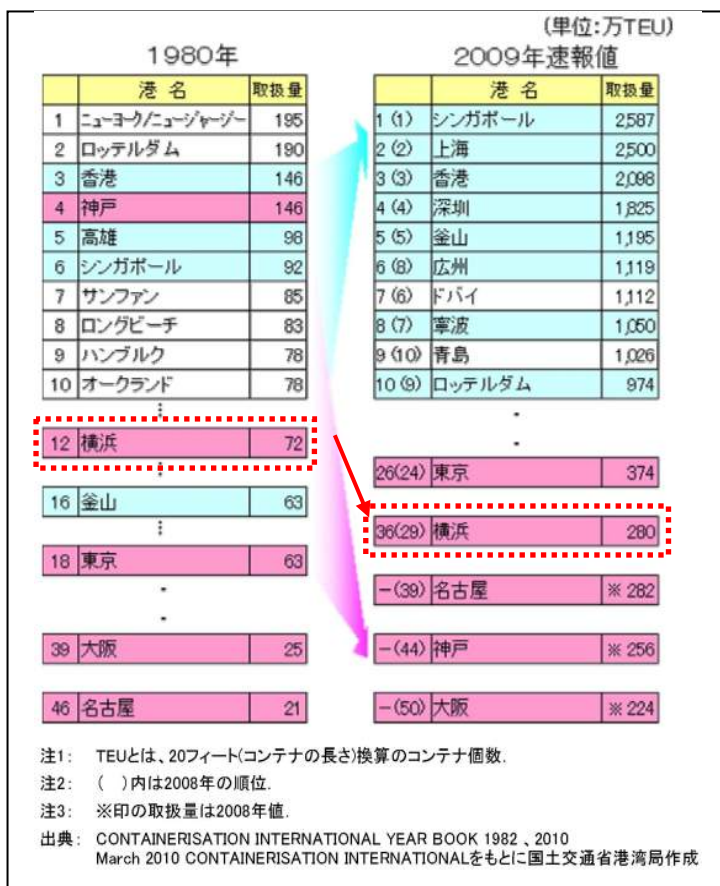 (単位:万TEU)
1980年
港 名 取扱量
1 ニューヨーク/ニュージャージー 195
2 ロッテルダム 190
3 香港 146
4 神戸 146
5 高雄 98
6 シンガポール 92
7 サンファン 85
8 ロングビーチ 83
9 ハンブルク 78
10 オークランド 78
⋮
12 横浜 72
⋮
16 釜山 63
⋮
18 東京 63
39 大阪 25
46 名古屋 21
2009年速報値
港 名 取扱量
1 (1) シンガポール 2,587
2 (2) 上海 2,500
3 (3) 香港 2,098
4 (4) 深圳 1,825
5 (5) 釜山 1,195
6 (8) 広州 1,119
7 (6) ドバイ 1,112
8 (7) 寧波 1,050
9 (10) 青島 1,026
10 (9) ロッテルダム 974
26(24) 東京 374
36(29) 横浜 280
-(39) 名古屋 ※ 282
-(44) 神戸 ※ 256
-(50) 大阪 ※ 224
注1: TEUとは、20フィート(コンテナの長さ)換算のコンテナ個数.
注2: ( )内は2008年の順位.
注3: ※印の取扱量は2008年値.
出典: CONTAINERISATION INTERNATIONAL YEAR BOOK 1982 、2010
March 2010 CONTAINERISATION INTERNATIONALをもとに国土交通省港湾局作成